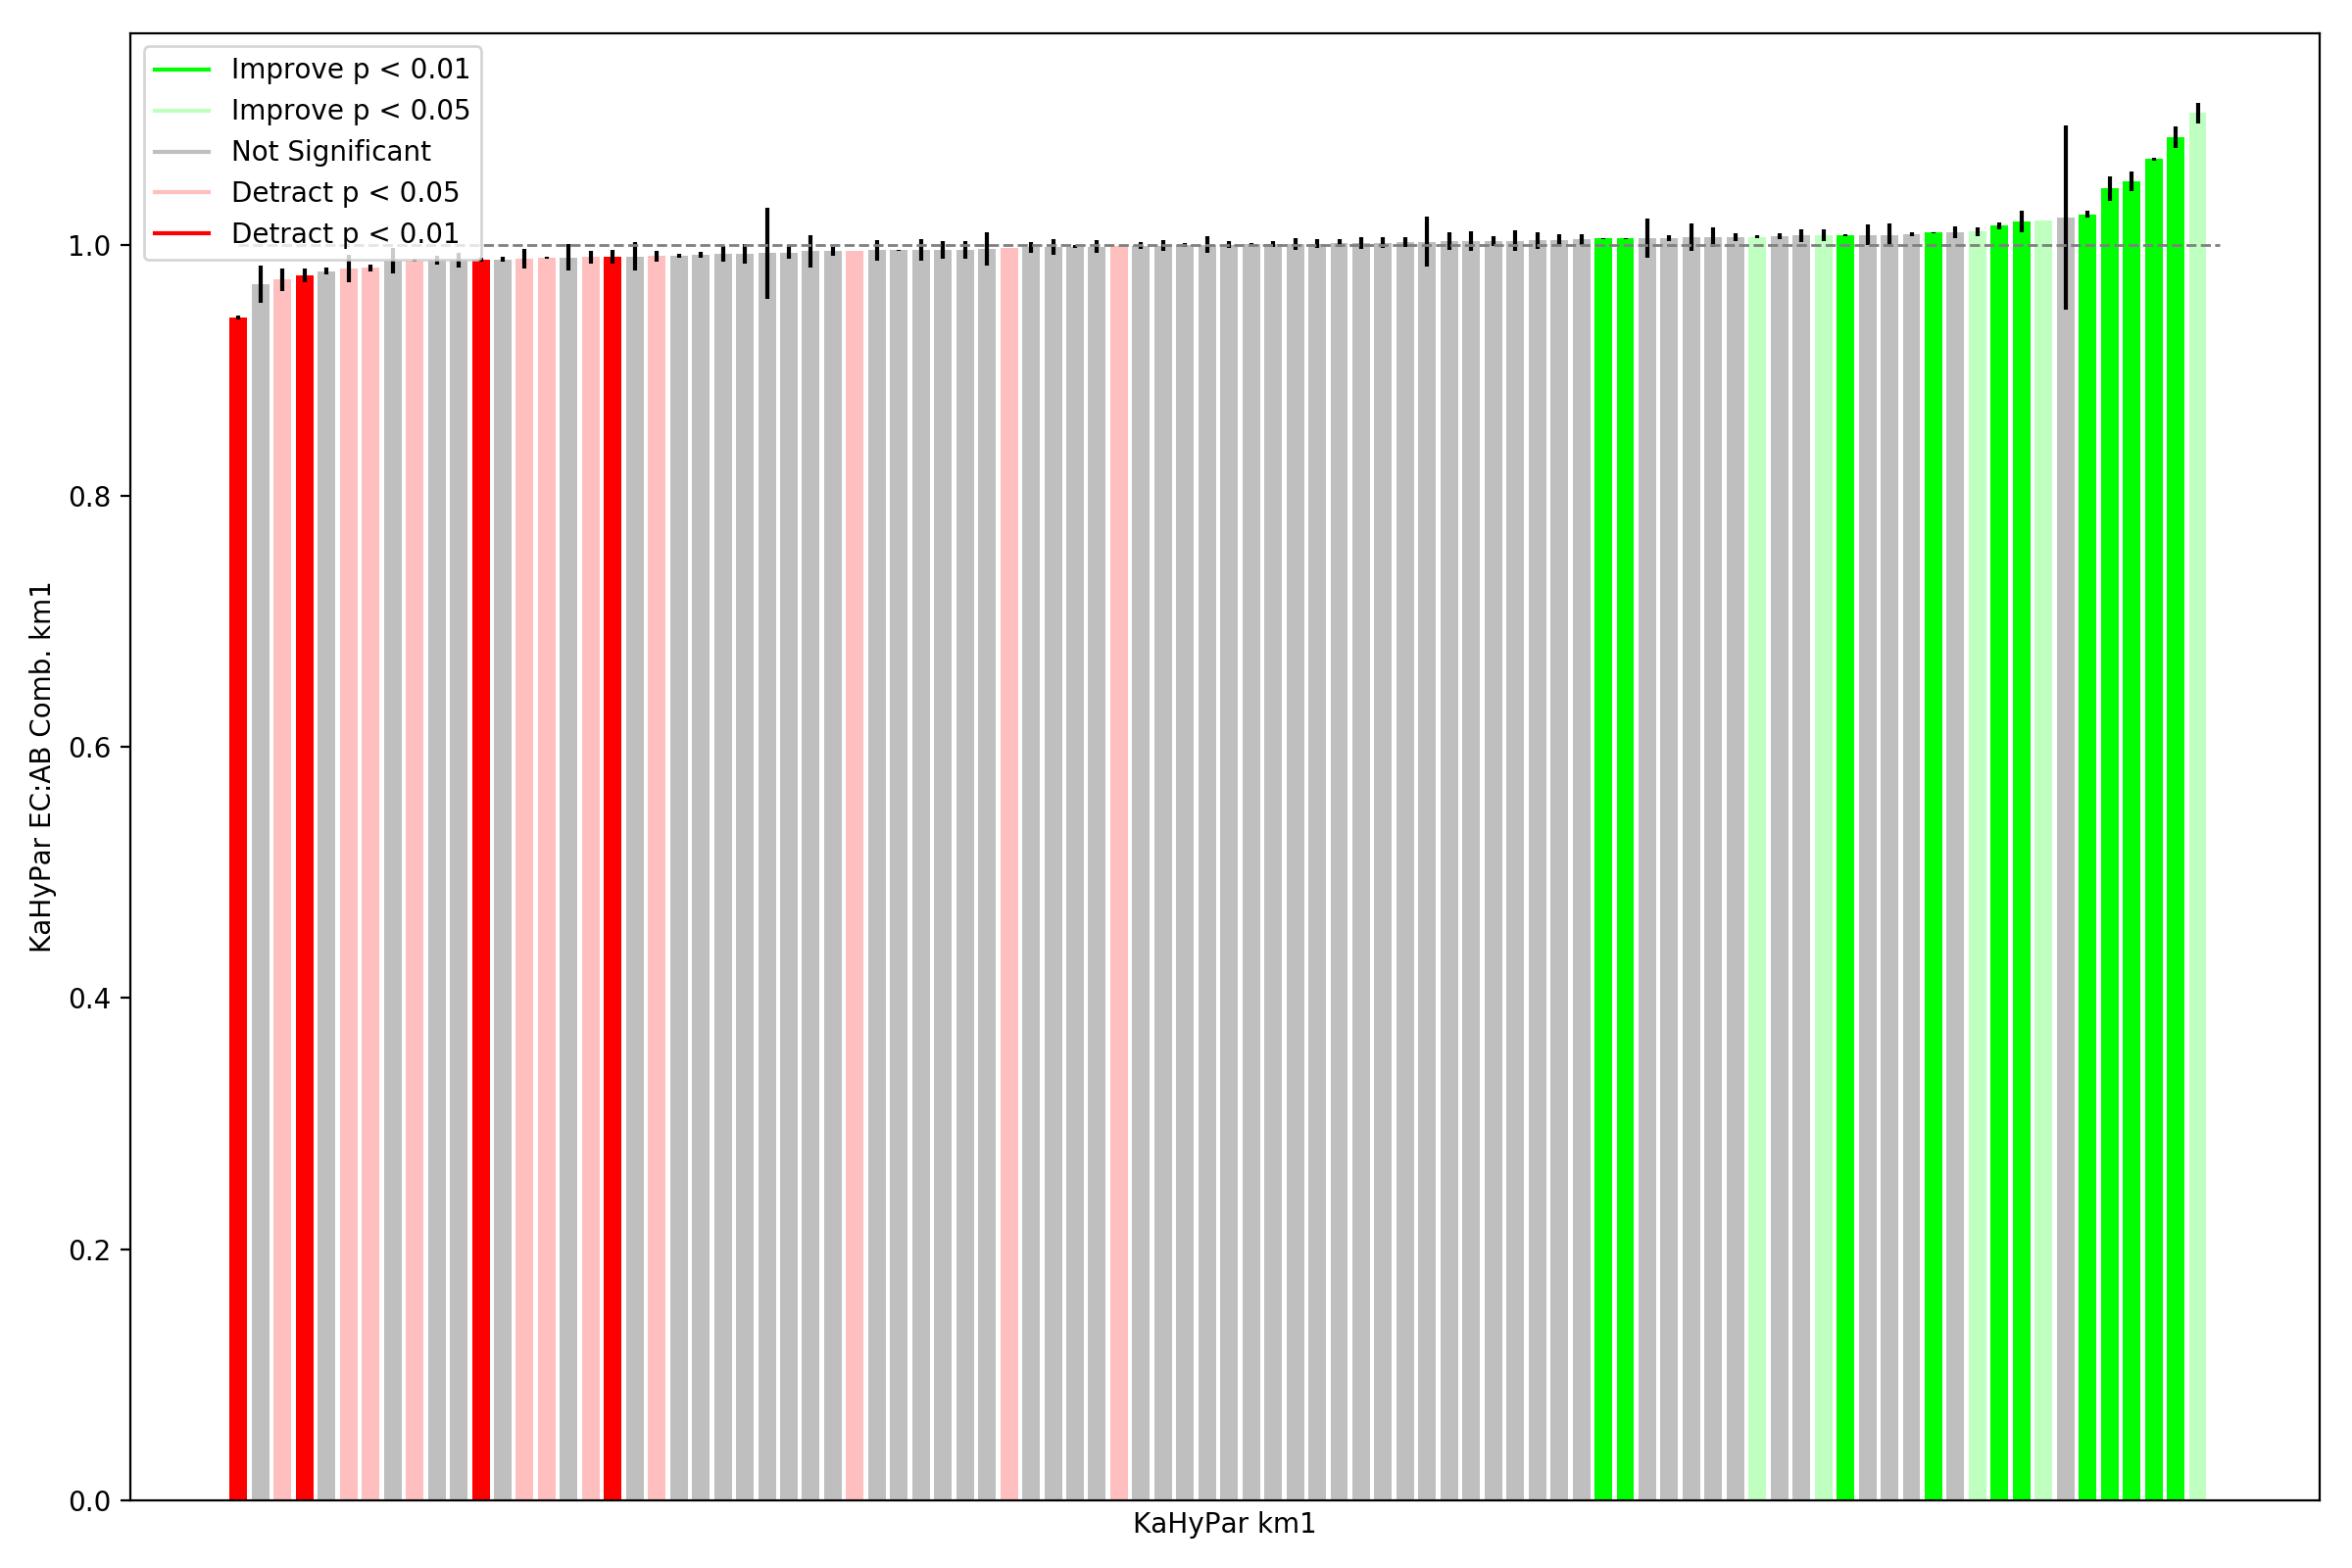 Improve p < 0.01
Improve p < 0.05
Not Significant
Detract p < 0.05
Detract p < 0.01
1.0
0.8
0.6
0.4
0.2
0.0
KaHyPar EC:AB Comb. km1
KaHyPar km1